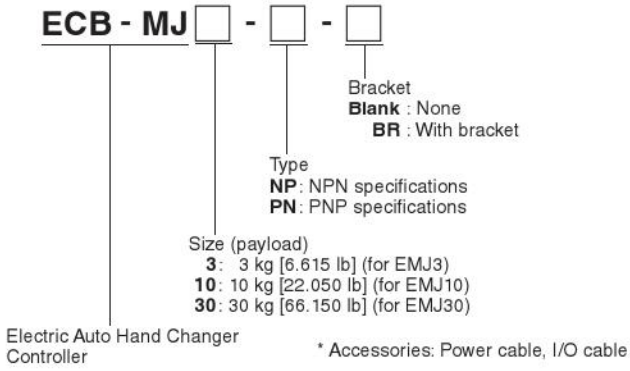 ECB - MJ□ - □ - □
Bracket
Blank : None
BR : With bracket
Type
NP: NPN specifications
PN: PNP specifications
Size (payload)
3: 3 kg [6.615 lb] (for EMJ3)
10: 10 kg [22.050 lb] (for EMJ10)
30: 30 kg [66.150 lb] (for EMJ30)
Electric Auto Hand Changer
Controller
* Accessories: Power cable, I/O cable